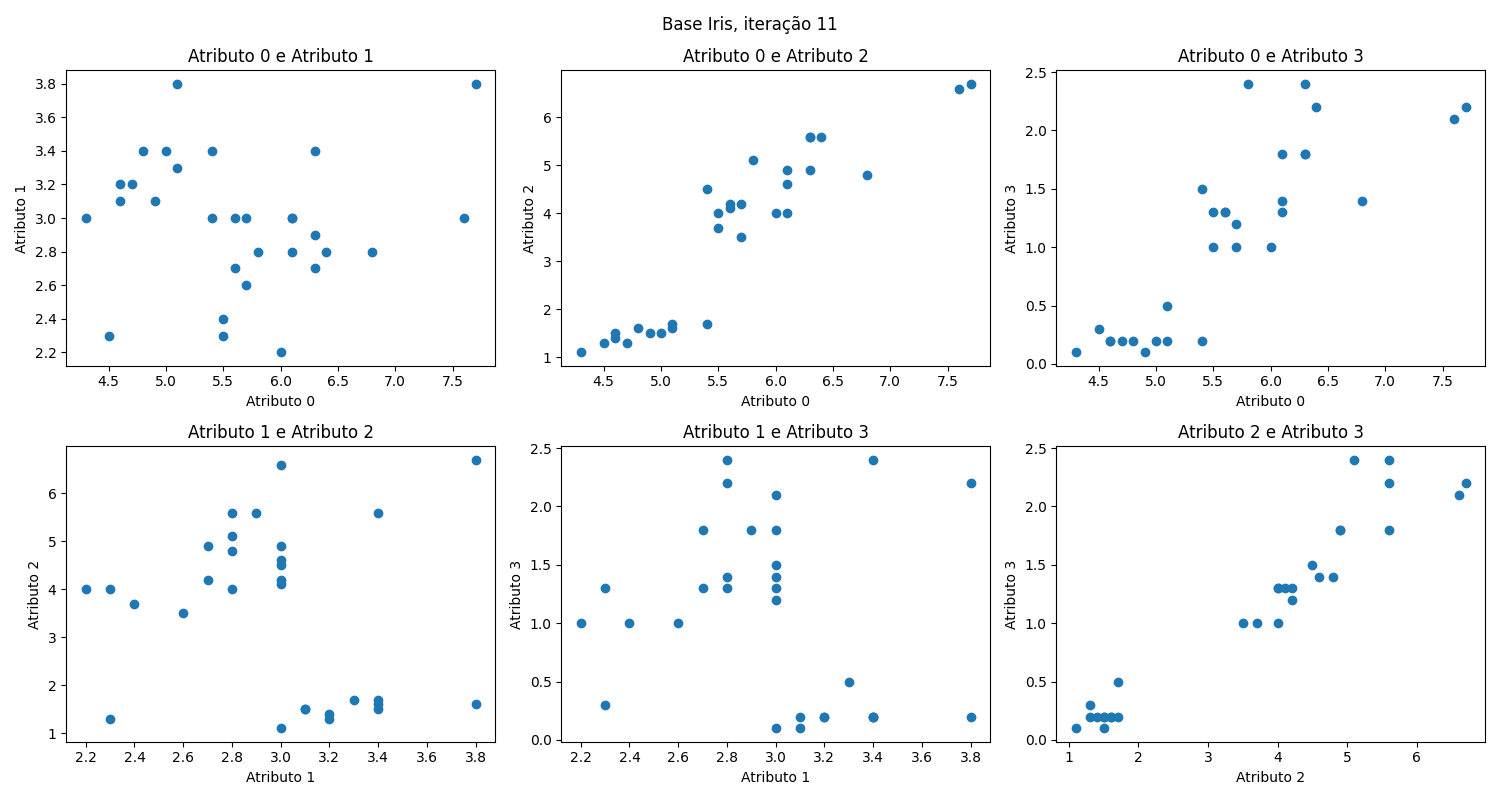 Base Iris, iteração 11
Atributo 0 e Atributo 1
Atributo 0 e Atributo 2
Atributo 0 e Atributo 3
3.8
3.6
3.4
3.2
3.0
2.8
2.6
2.4
2.2
Atributo 1
4.5 5.0 5.5 6.0 6.5 7.0 7.5
Atributo 0
6
5
4
3
2
1
Atributo 2
4.5 5.0 5.5 6.0 6.5 7.0 7.5
Atributo 0
2.5
2.0
1.5
1.0
0.5
0.0
Atributo 3
4.5 5.0 5.5 6.0 6.5 7.0 7.5
Atributo 0
Atributo 1 e Atributo 2
Atributo 1 e Atributo 3
Atributo 2 e Atributo 3
6
5
4
3
2
1
Atributo 2
2.2 2.4 2.6 2.8 3.0 3.2 3.4 3.6 3.8
Atributo 1
2.5
2.0
1.5
1.0
0.5
0.0
Atributo 3
2.2 2.4 2.6 2.8 3.0 3.2 3.4 3.6 3.8
Atributo 1
2.5
2.0
1.5
1.0
0.5
0.0
Atributo 3
1 2 3 4 5 6
Atributo 2